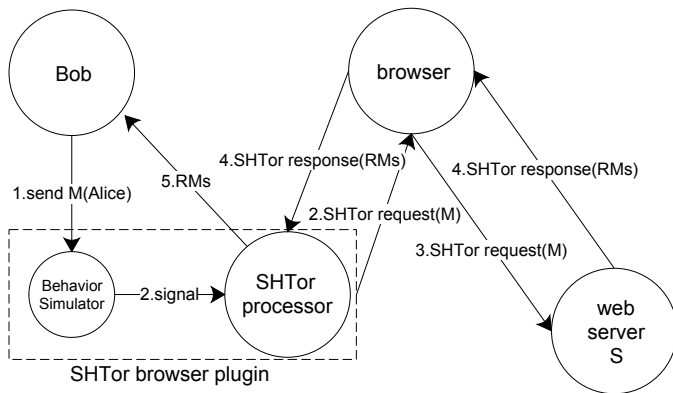 Bob
browser
4.SHTor response(RMs)
4.SHTor response(RMs)
1.send M(Alice)
5.RMs
2.SHTor request(M)
3.SHTor request(M)
Behavior
Simulator
2.signal
SHTor
processor
web
server
S
SHTor browser plugin